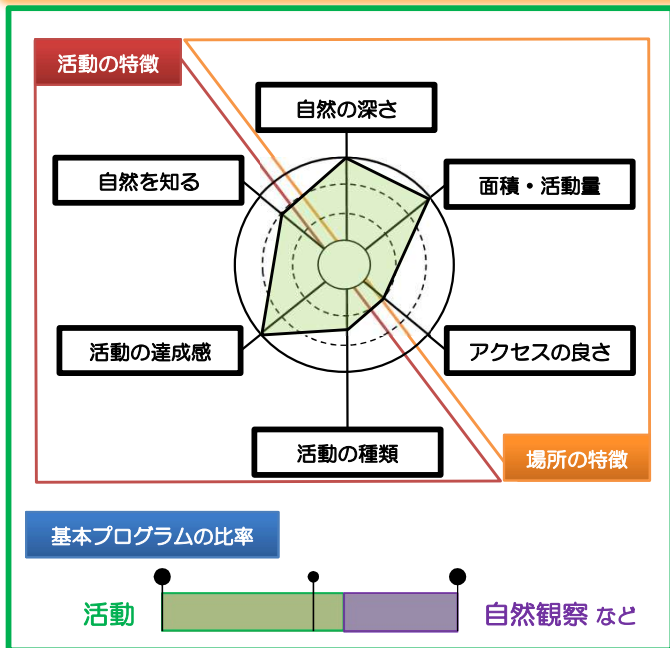 活動の特徴
自然の深さ
自然を知る
面積・活動量
活動の達成感
アクセスの良さ
活動の種類
場所の特徴
基本プログラムの比率
活動
自然観察 など